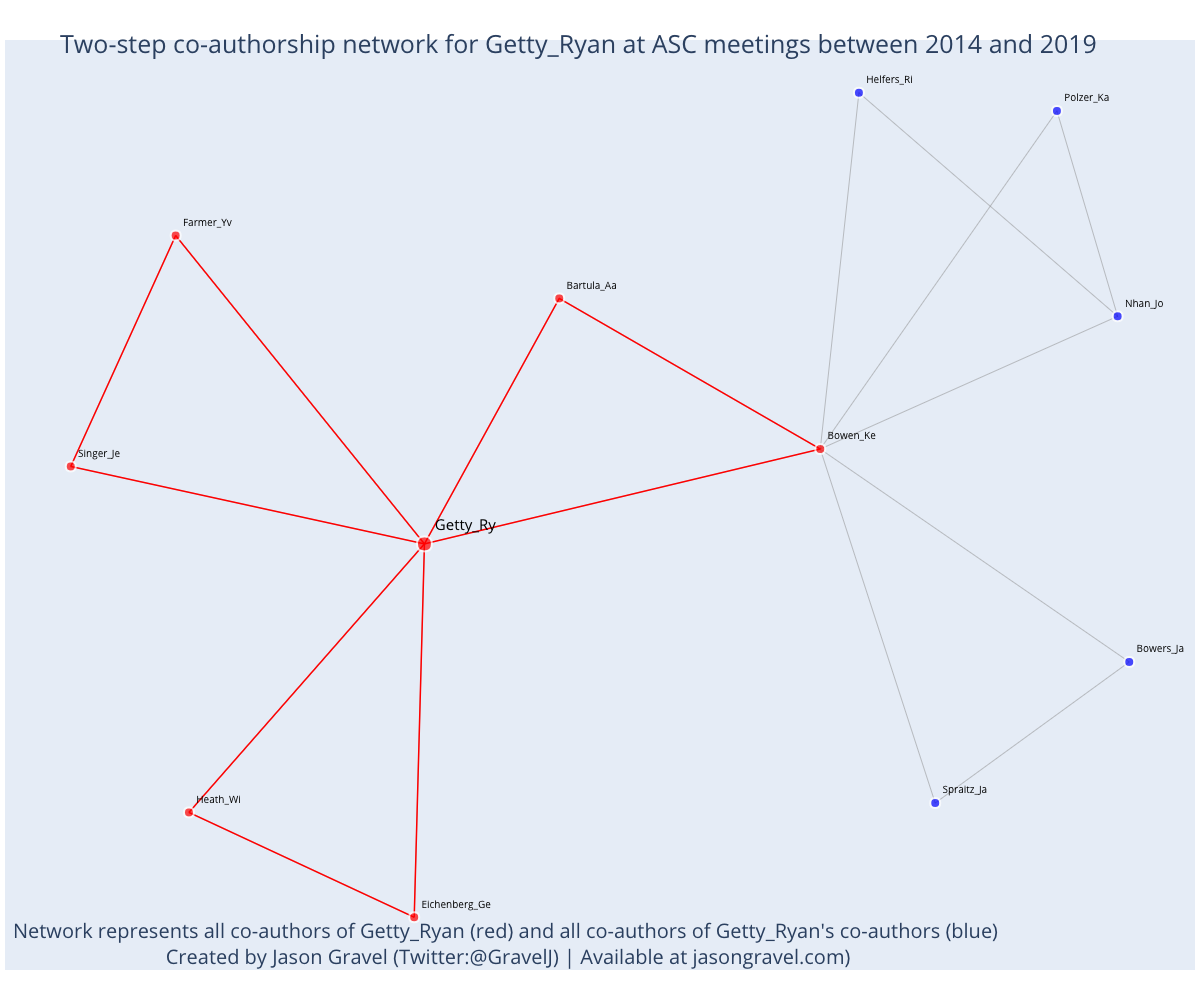 Two-step co-authorship network for Getty_Ryan at ASC meetings between 2014 and 2019
Helfers_Ri
Polzer_Ka
Farmer_Yv
Bartula_Aa
Nhan_Jo
Bowen_Ke
Singer_Je
Getty_Ry
Bowers_Ja
Spraitz_Ja
Heath_Wi
Eichenberg_Ge
Network represents all co-authors of Getty_Ryan (red) and all co-authors of Getty_Ryan's co-authors (blue)
Created by Jason Gravel (Twitter:@GravelJ) | Available at jasongravel.com)